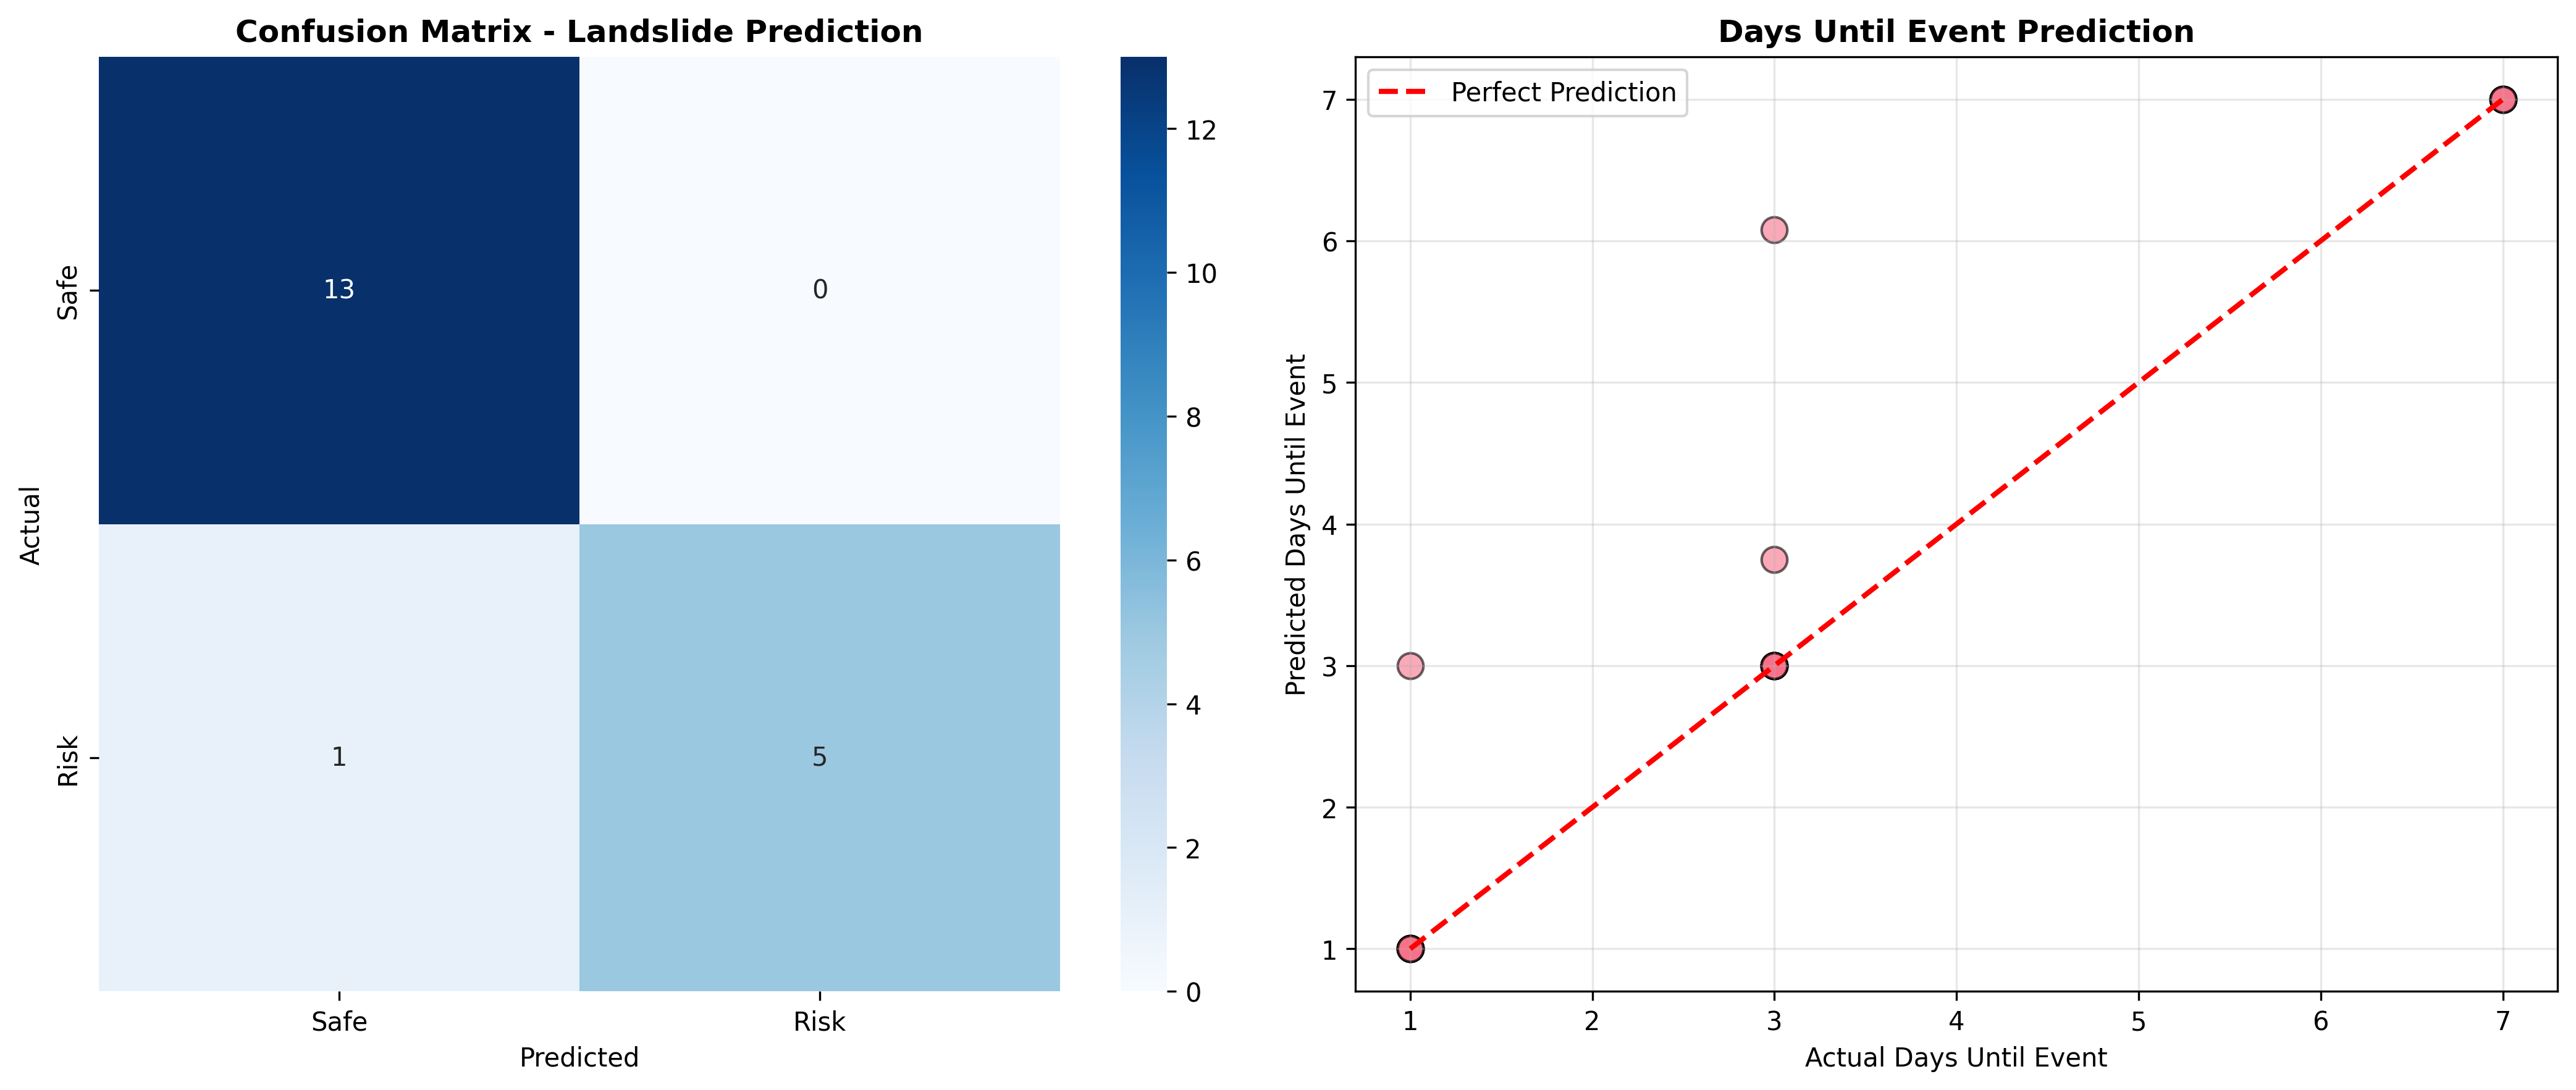 Confusion Matrix - Landslide Prediction
Actual
Safe
Risk
13
0
1
5
Safe
Risk
Predicted
12
10
8
6
4
2
0
Days Until Event Prediction
Perfect Prediction
Predicted Days Until Event
7
6
5
4
3
2
1
1
2
3
4
5
6
7
Actual Days Until Event